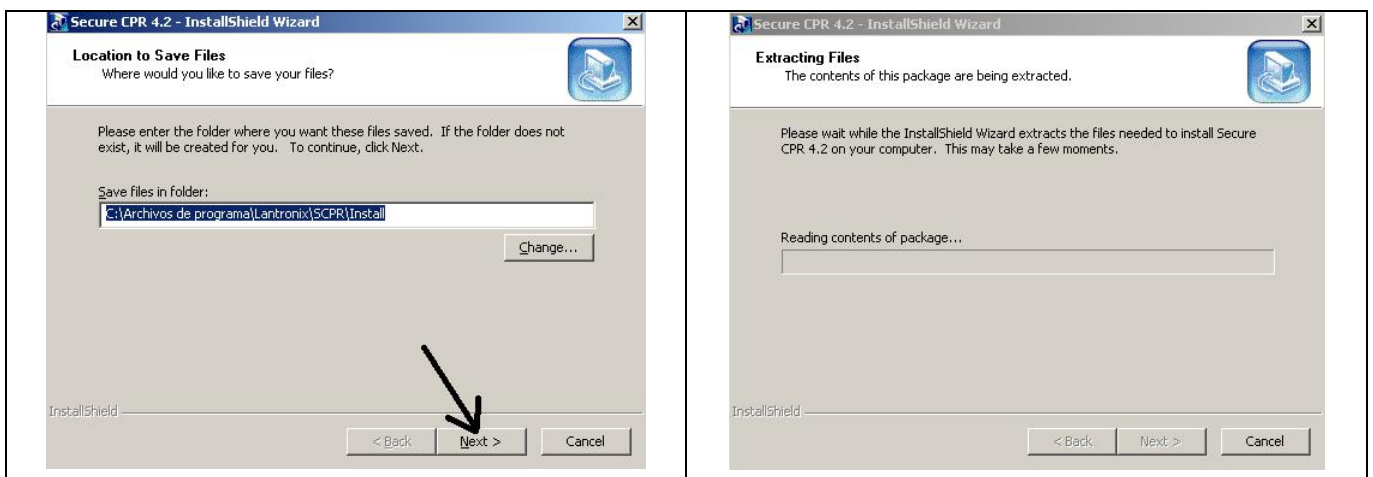 Secure CPR 4.2 - InstallShield Wizard
Location to Save Files
Where would you like to save your files?
Please enter the folder where you want these files saved. If the folder does not
exist, it will be created for you. To continue, click Next.
Save files in folder:
C:\Archivos de programa\Lantronix\SCPR\Install
Change...
InstallShield
< Back Next > Cancel
Secure CPR 4.2 - InstallShield Wizard
Extracting Files
The contents of this package are being extracted.
Please wait while the InstallShield Wizard extracts the files needed to install Secure
CPR 4.2 on your computer. This may take a few moments.
Reading contents of package...
InstallShield
< Back Next > Cancel